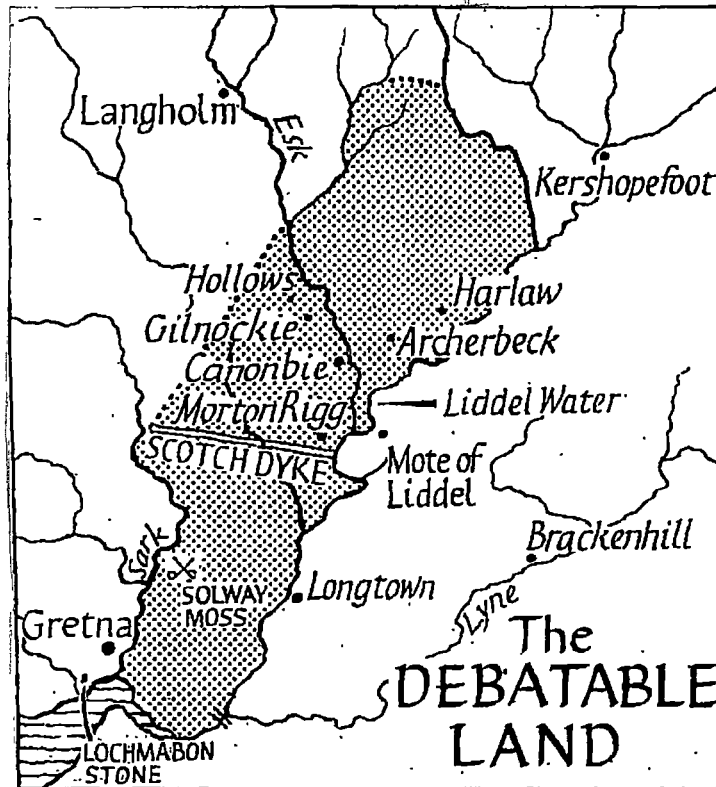 Langholm
Esk
Kershopefoot
Hollows
Harlaw
Gilnockie
Archerbeck
Canonbie
Morton Rigg
Liddel Water
SCOTCH DYKE
Mote of
Liddel
Sark
Brackenhill
SOLWAY
MOSS
Longtown
Lyne
Gretna
The
DEBATABLE
LAND
LOCHMABON
STONE